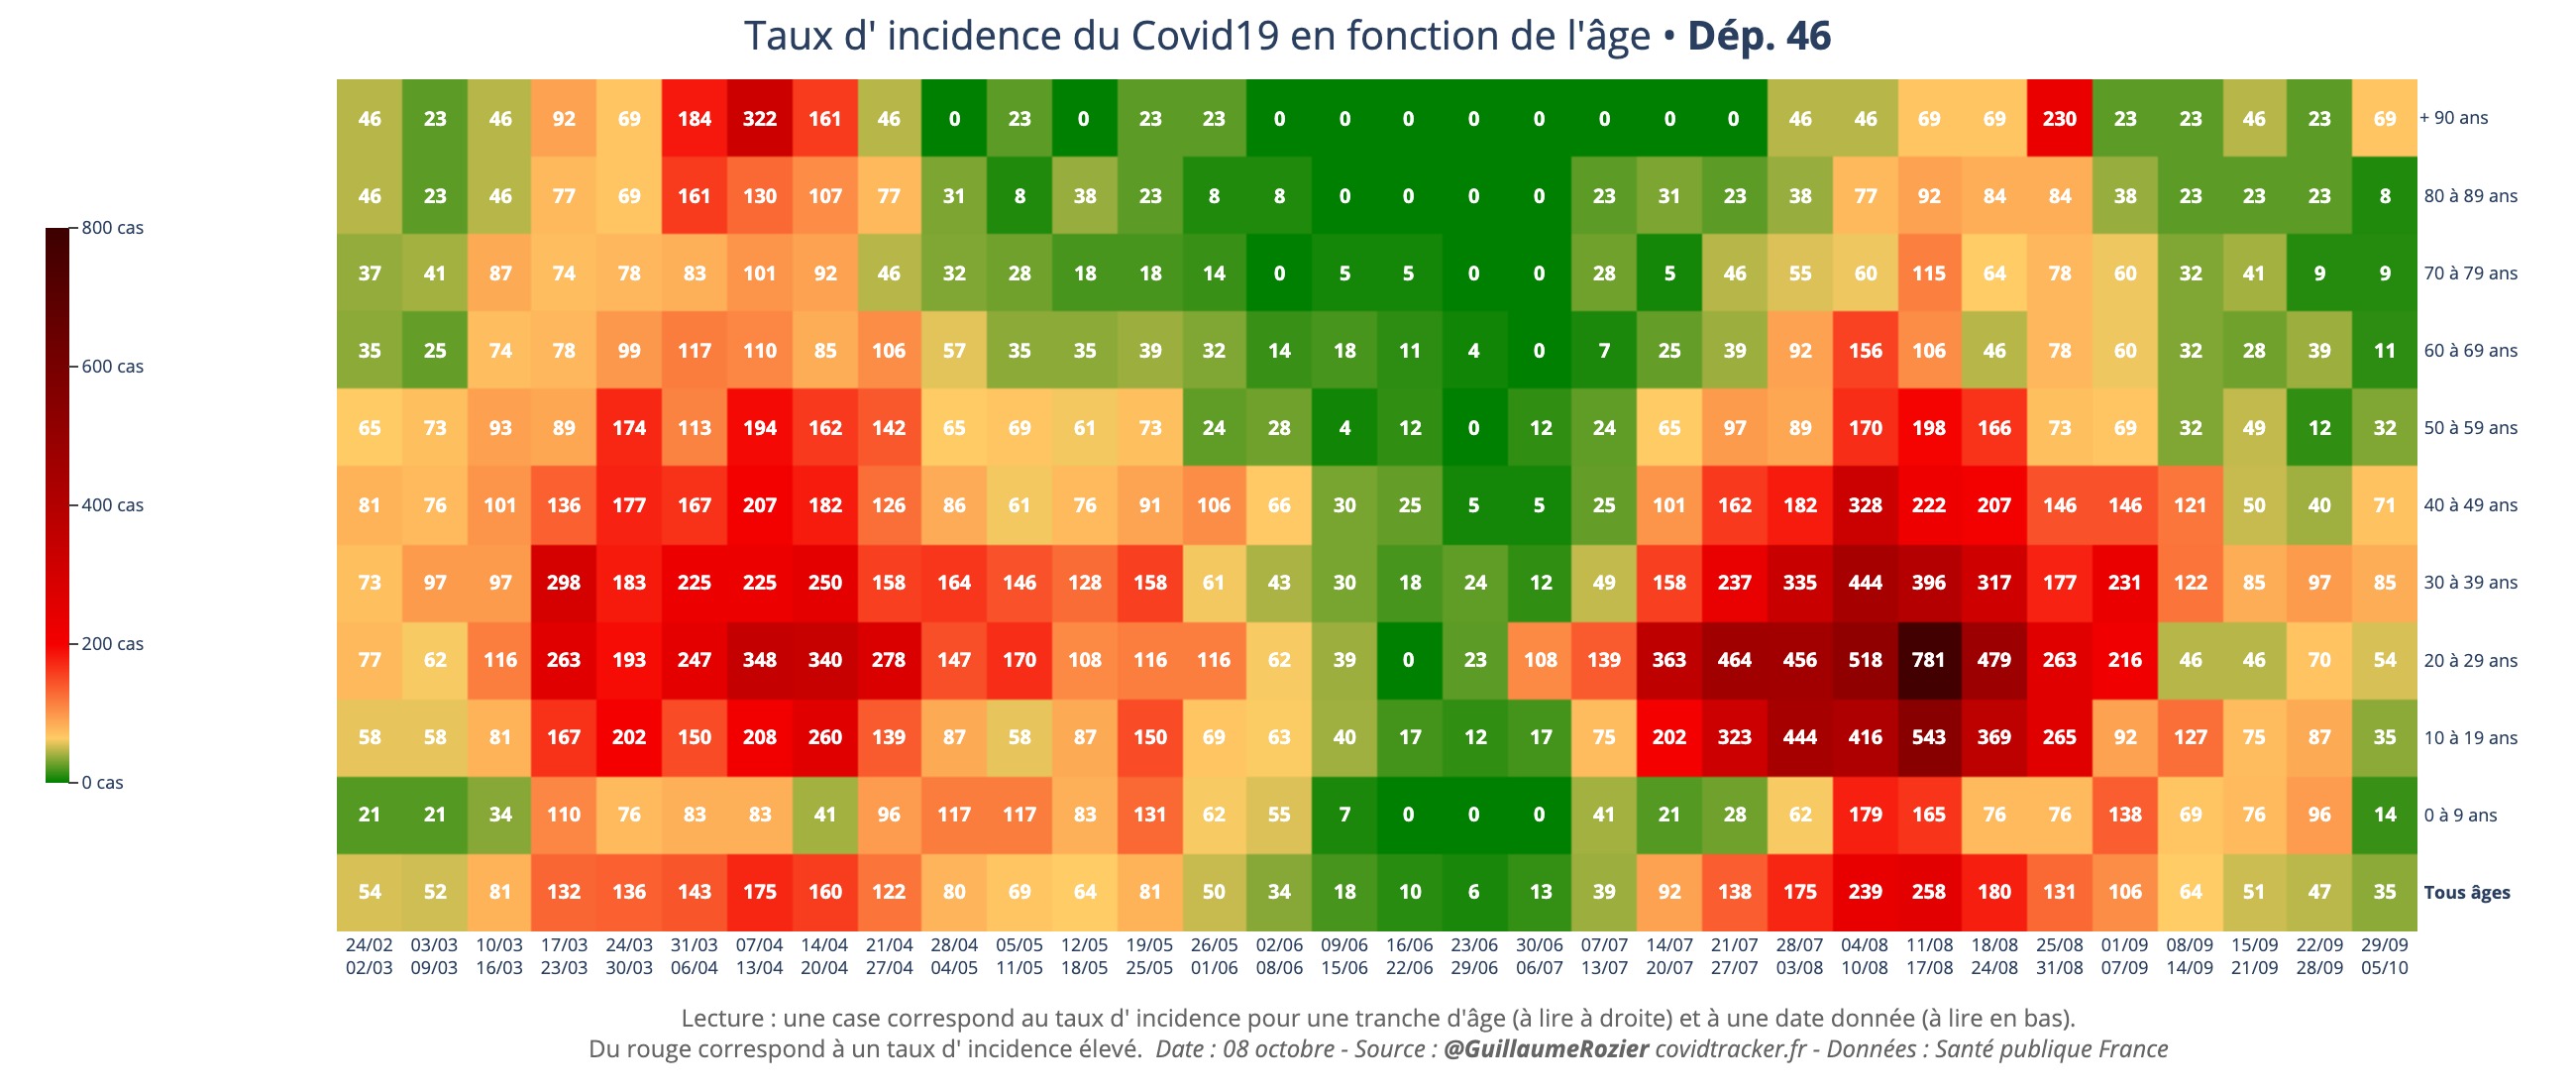 Taux d' incidence du Covid19 en fonction de l'âge • Dép. 46
800 cas
600 cas
400 cas
200 cas
0 cas
46 23 46 92 69 184 322 161 46 0 23 0 23 23 0 0 0 0 0 0 0 0 46 46 69 69 230 23 23 46 23 69 + 90 ans
46 23 46 77 69 161 130 107 77 31 8 38 23 8 8 0 0 0 0 23 31 23 38 77 92 84 84 38 23 23 23 8 80 à 89 ans
37 41 87 74 78 83 101 92 46 32 28 18 18 14 0 5 5 0 0 28 5 46 55 60 115 64 78 60 32 41 9 9 70 à 79 ans
35 25 74 78 99 117 110 85 106 57 35 35 39 32 14 18 11 4 0 7 25 39 92 156 106 46 78 60 32 28 39 11 60 à 69 ans
65 73 93 89 174 113 194 162 142 65 69 61 73 24 28 4 12 0 12 24 65 97 89 170 198 166 73 69 32 49 12 32 50 à 59 ans
81 76 101 136 177 167 207 182 126 86 61 76 91 106 66 30 25 5 5 25 101 162 182 328 222 207 146 146 121 50 40 71 40 à 49 ans
73 97 97 298 183 225 225 250 158 164 146 128 158 61 43 30 18 24 12 49 158 237 335 444 396 317 177 231 122 85 97 85 30 à 39 ans
77 62 116 263 193 247 348 340 278 147 170 108 116 116 62 39 0 23 108 139 363 464 456 518 781 479 263 216 46 46 70 54 20 à 29 ans
58 58 81 167 202 150 208 260 139 87 58 87 150 69 63 40 17 12 17 75 202 323 444 416 543 369 265 92 127 75 87 35 10 à 19 ans
21 21 34 110 76 83 83 41 96 117 117 83 131 62 55 7 0 0 0 41 21 28 62 179 165 76 76 138 69 76 96 14 0 à 9 ans
54 52 81 132 136 143 175 160 122 80 69 64 81 50 34 18 10 6 13 39 92 138 175 239 258 180 131 106 64 51 47 35 Tous âges
24/02 03/03 10/03 17/03 24/03 31/03 07/04 14/04 21/04 28/04 05/05 12/05 19/05 26/05 02/06 09/06 16/06 23/06 30/06 07/07 14/07 21/07 28/07 04/08 11/08 18/08 25/08 01/09 08/09 15/09 22/09 29/09
02/03 09/03 16/03 23/03 30/03 06/04 13/04 20/04 27/04 04/05 11/05 18/05 25/05 01/06 08/06 15/06 22/06 29/06 06/07 13/07 20/07 27/07 03/08 10/08 17/08 24/08 31/08 07/09 14/09 21/09 28/09 05/10
Lecture : une case correspond au taux d' incidence pour une tranche d'âge (à lire à droite) et à une date donnée (à lire en bas).
Du rouge correspond à un taux d' incidence élevé. Date : 08 octobre - Source : @GuillaumeRozier covidtracker.fr - Données : Santé publique France